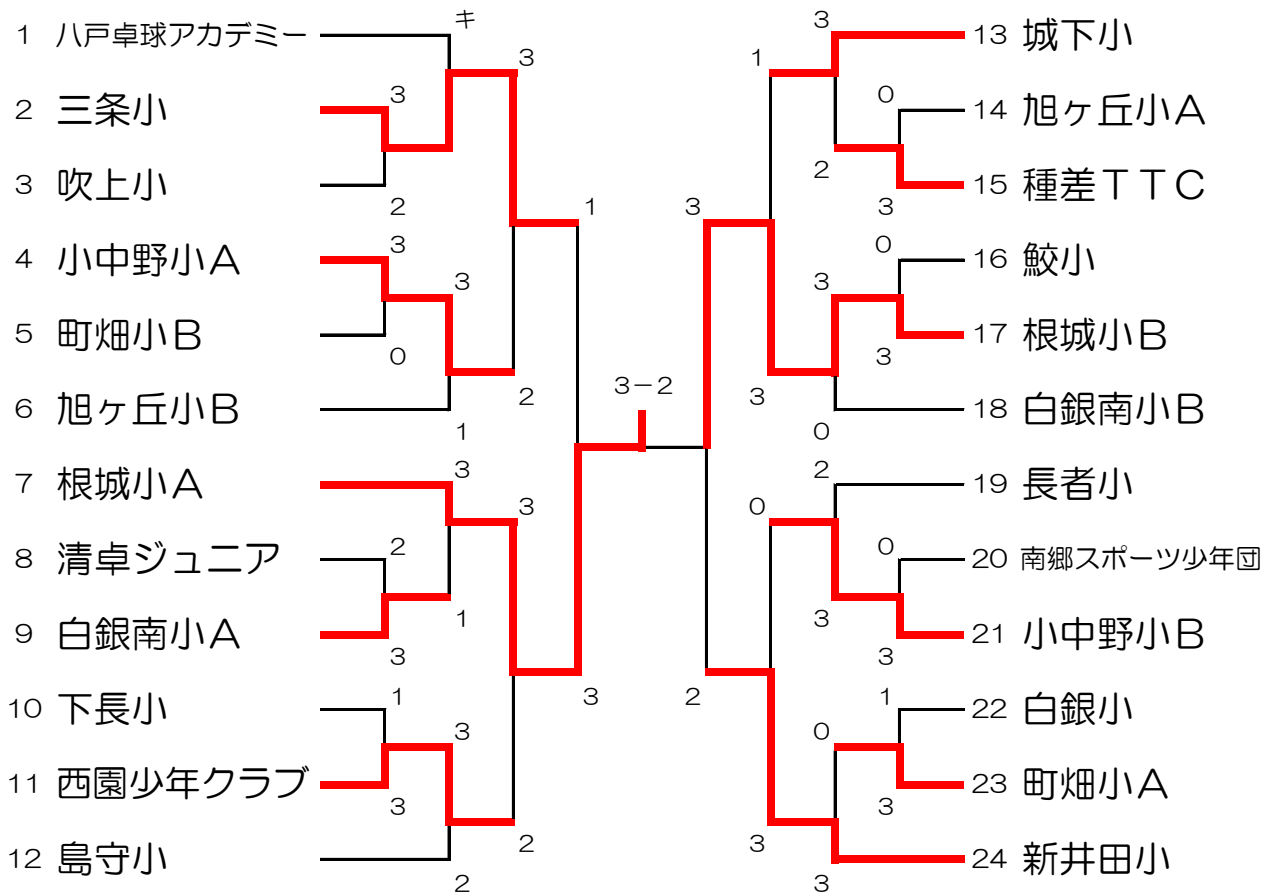 1 八戸卓球アカデミー
キ
3
2 三条小
3
3 吹上小
2
1
4 小中野小A
3
3
5 町畑小B
0
2
6 旭ヶ丘小B
1
7 根城小A
3
3
8 清卓ジュニア
2
1
9 白銀南小A
3
3
10 下長小
1
3
11 西園少年クラブ
3
2
12 島守小
2
3－2
3
3
1
13 城下小
0
14 旭ヶ丘小A
2
15 種差TTC
3
3
0
16 鮫小
3
17 根城小B
3
3
18 白銀南小B
0
2
19 長者小
0
0
20 南郷スポーツ少年団
3
21 小中野小B
3
2
1
22 白銀小
0
23 町畑小A
3
3
24 新井田小
3